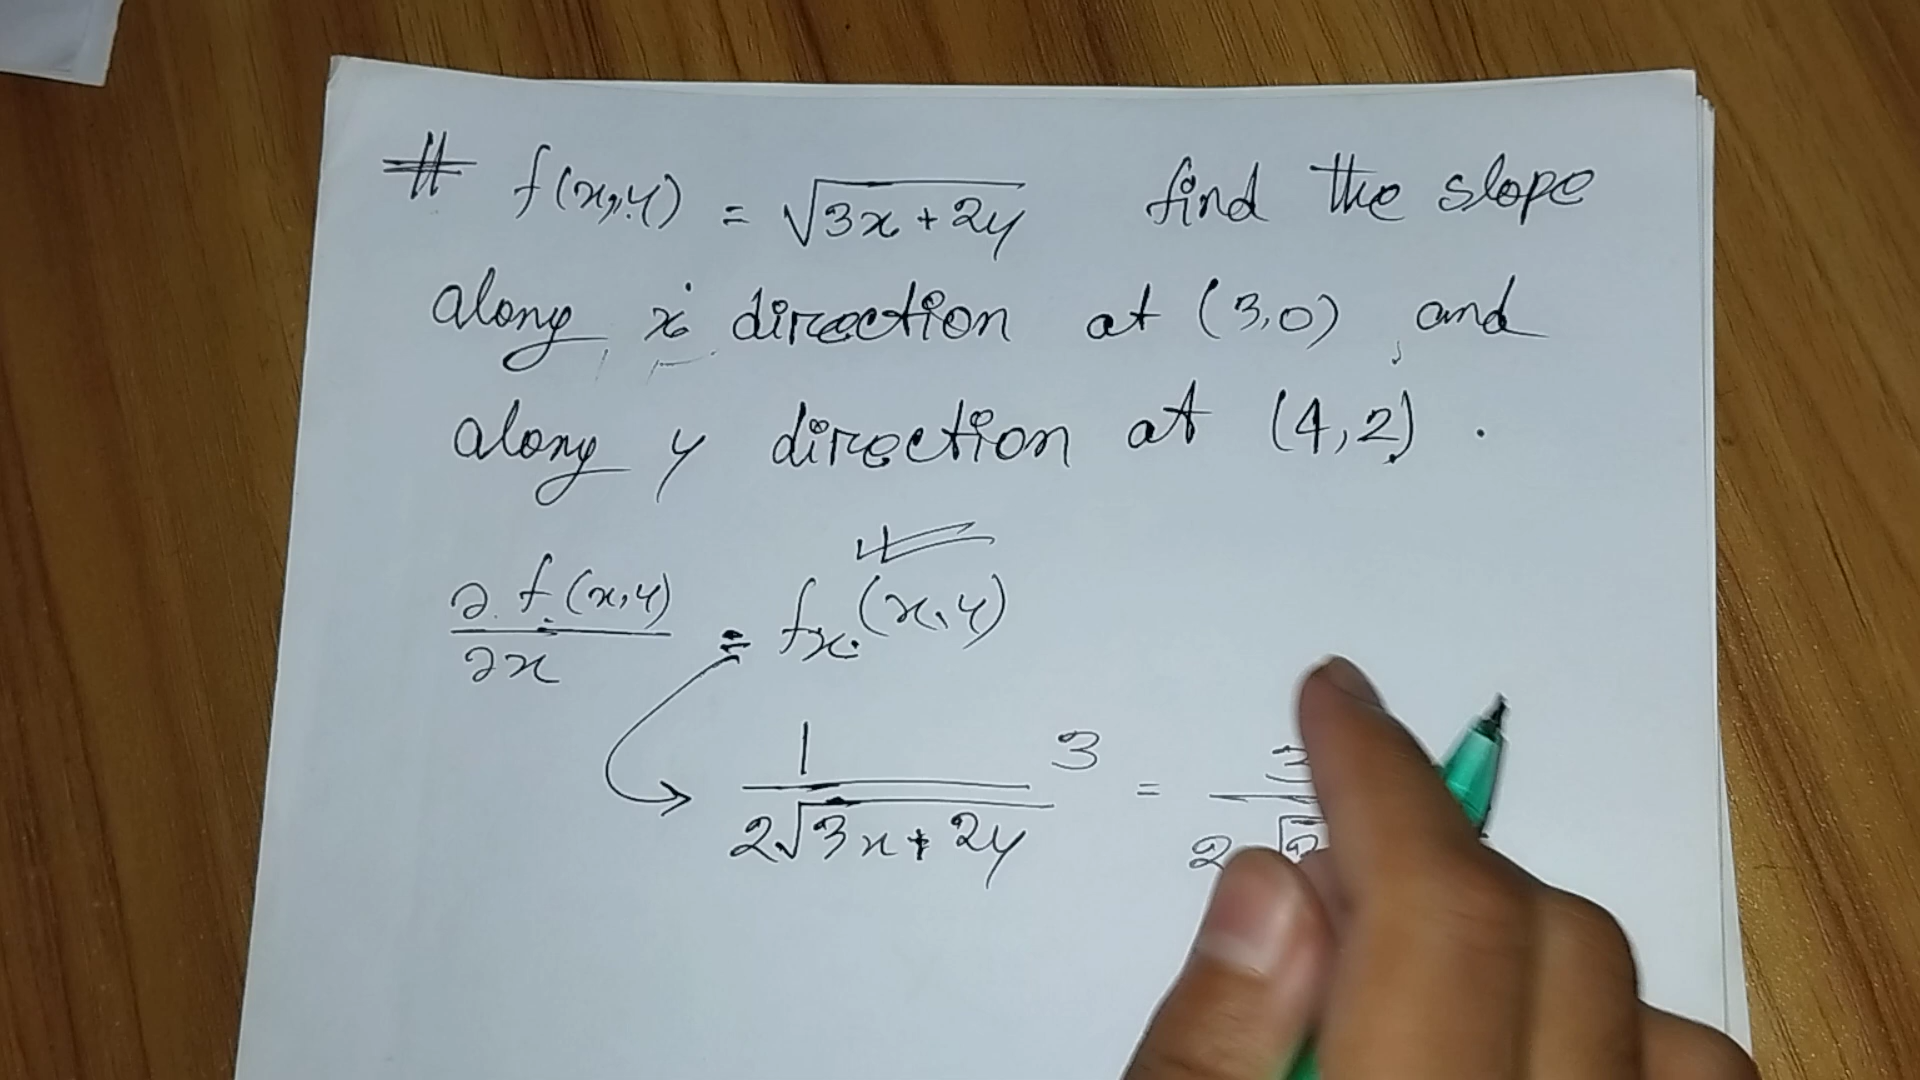 # f(x,y) = √3x + 2y find the slope
along x direction at (3,0) and
along y direction at (4,2) .
∂ f(x,y) / ∂x = fx (x,y)
1 / 2√3x + 2y 3 = 3 / 2√